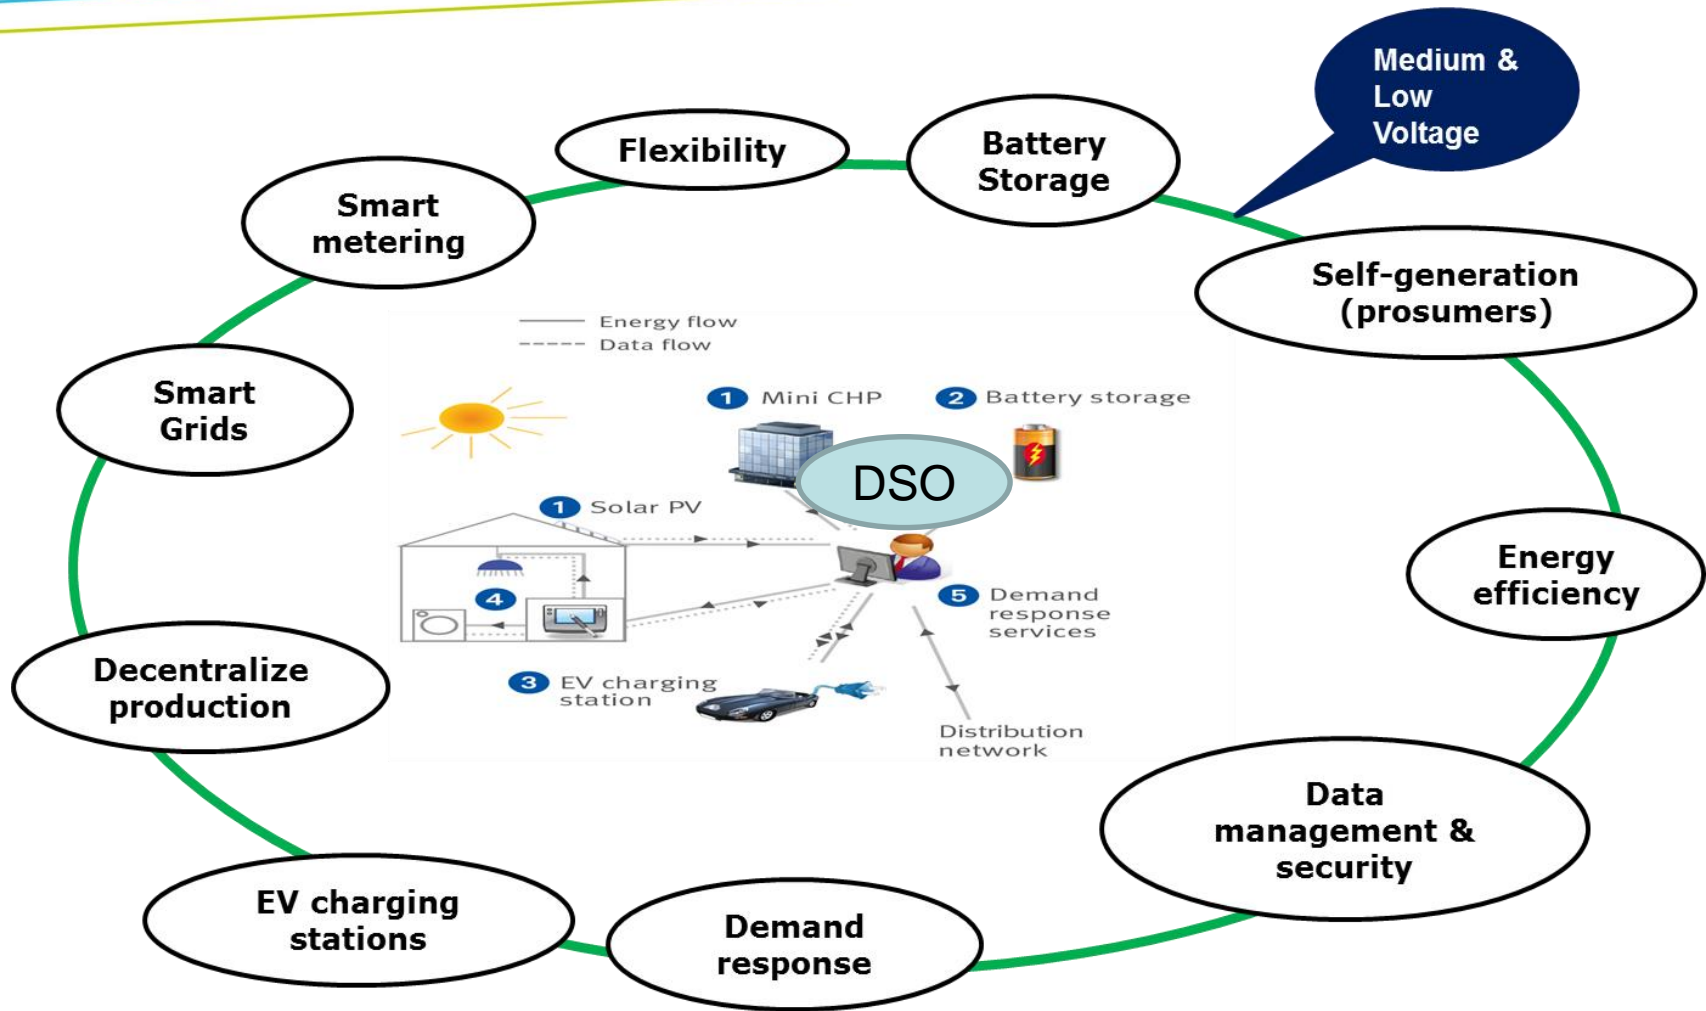 Medium &
Low
Voltage
Battery
Storage
Flexibility
Smart
metering
Self-generation
(prosumers)
Energy flow
Data flow
Smart
Grids
1 Mini CHP
2 Battery storage
DSO
1 Solar PV
Energy
efficiency
4
5 Demand
response
services
Decentralize
production
3 EV charging
station
Distribution
network
Data
management &
security
EV charging
stations
Demand
response